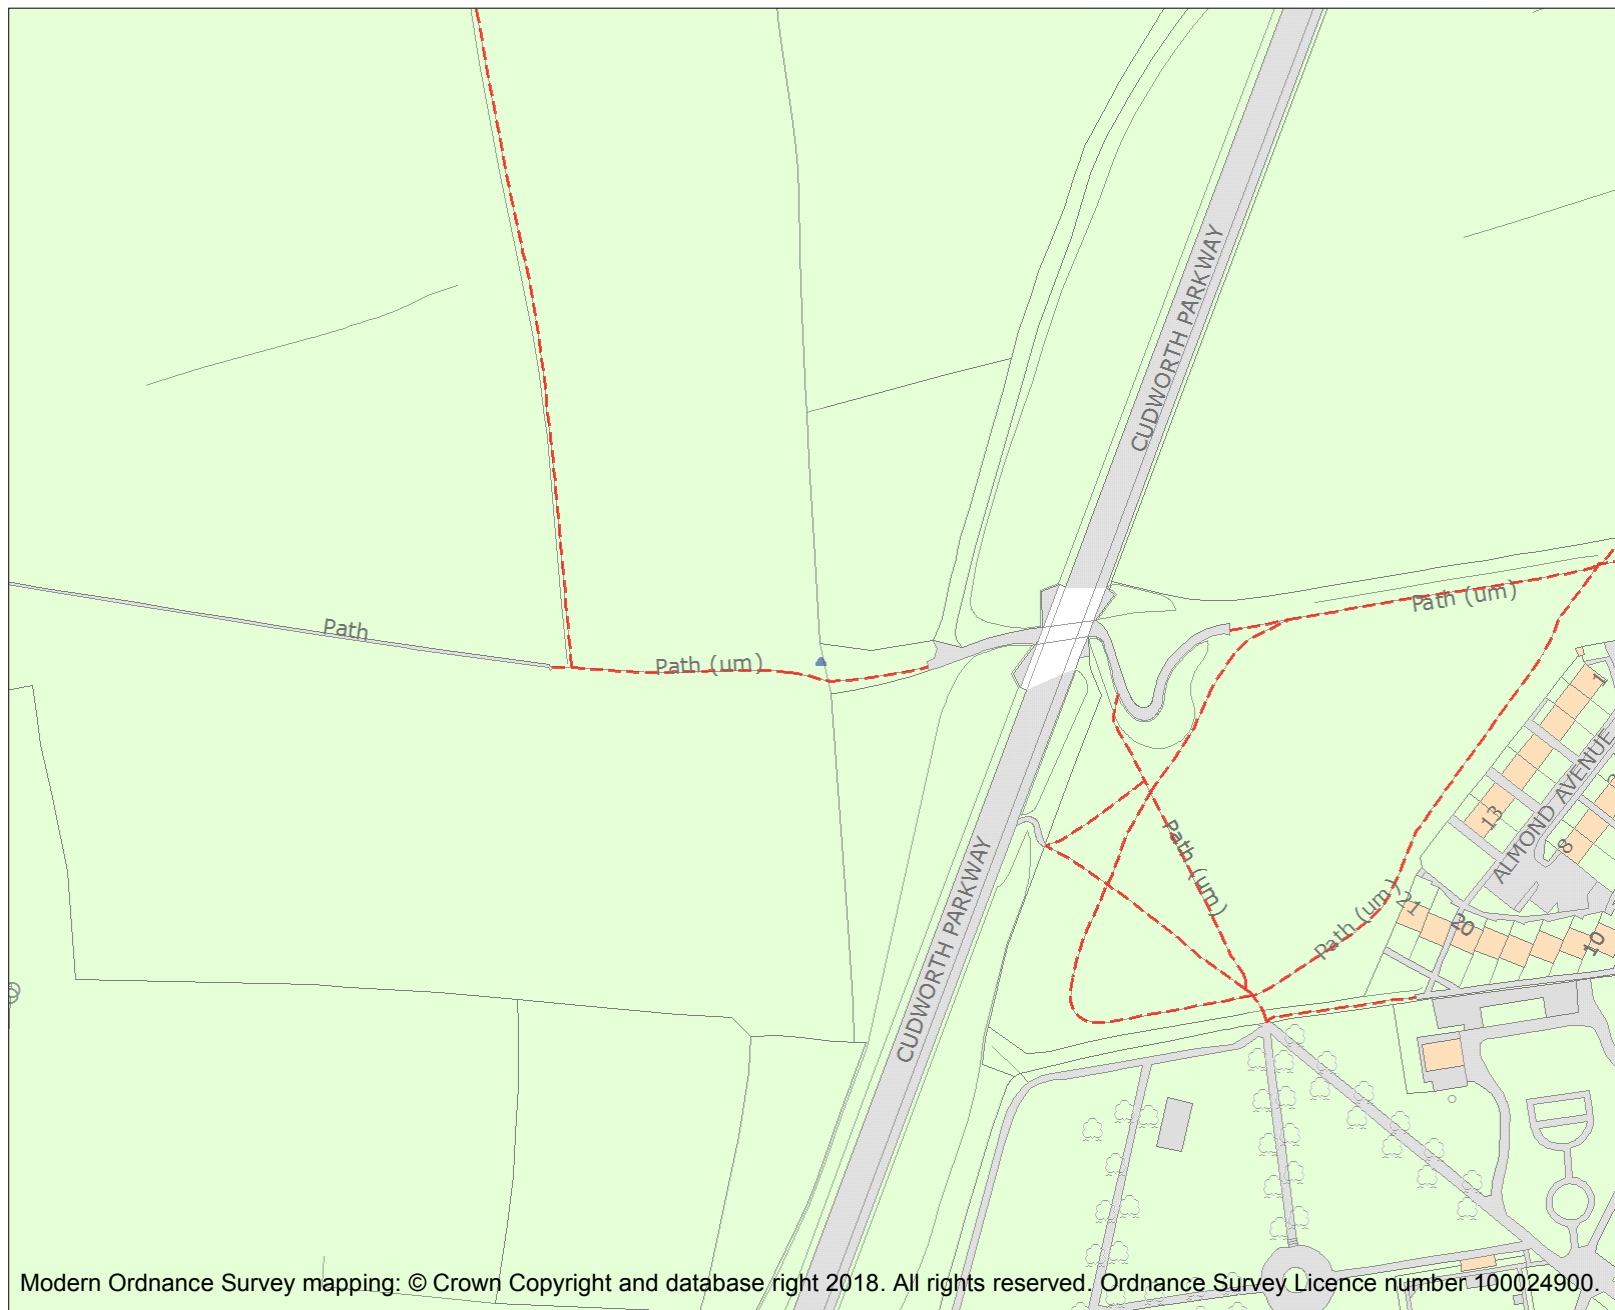 CUDWORTH PARKWAY
Path (um)
Path
Path (um)
1
ALMOND AVENUE
13
8
Path (um)
Path (um)
21
20
10
CUDWORTH PARKWAY
Modern Ordnance Survey mapping: © Crown Copyright and database right 2018. All rights reserved. Ordnance Survey Licence number 100024900.